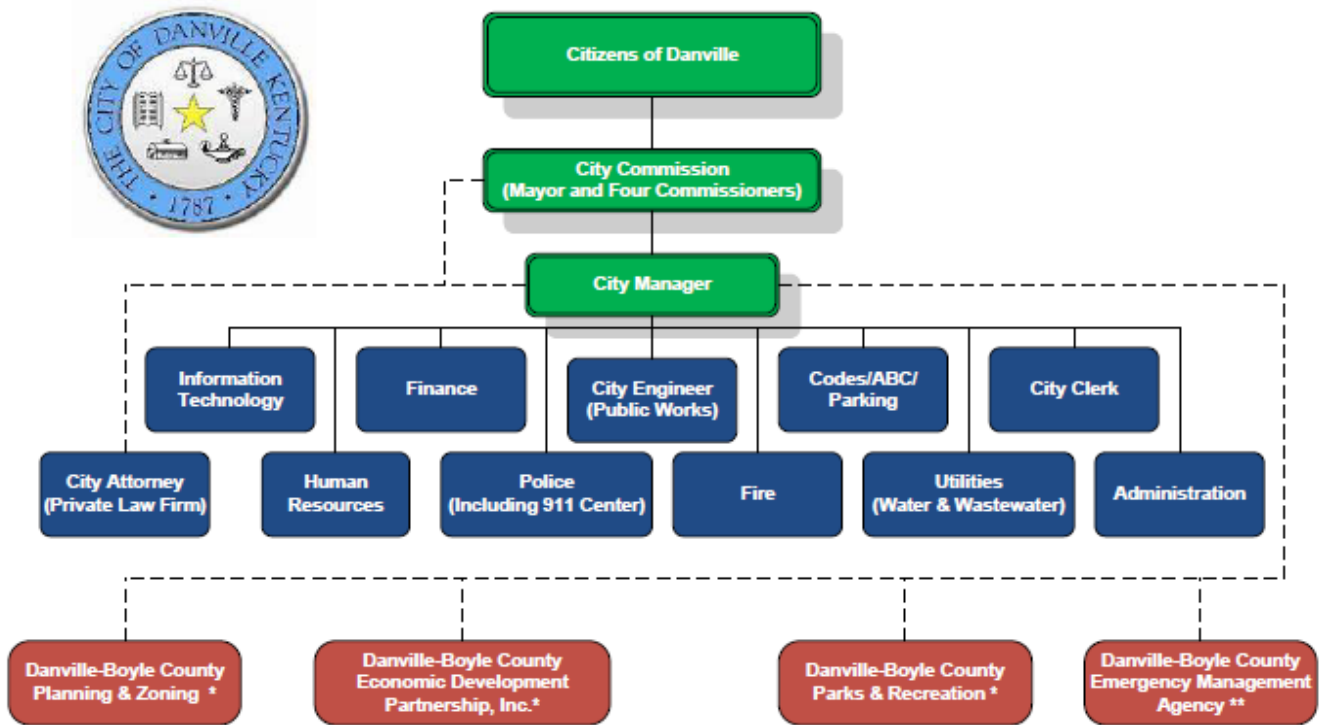 THE CITY OF DANVILLE KENTUCKY
• 1787 •
Citizens of Danville
City Commission
(Mayor and Four Commissioners)
City Manager
Information
Technology
Finance
City Engineer
(Public Works)
Codes/ABC/
Parking
City Clerk
City Attorney
(Private Law Firm)
Human
Resources
Police
(Including 911 Center)
Fire
Utilities
(Water & Wastewater)
Administration
Danville-Boyle County
Planning & Zoning *
Danville-Boyle County
Economic Development
Partnership, Inc.*
Danville-Boyle County
Parks & Recreation *
Danville-Boyle County
Emergency Management
Agency **